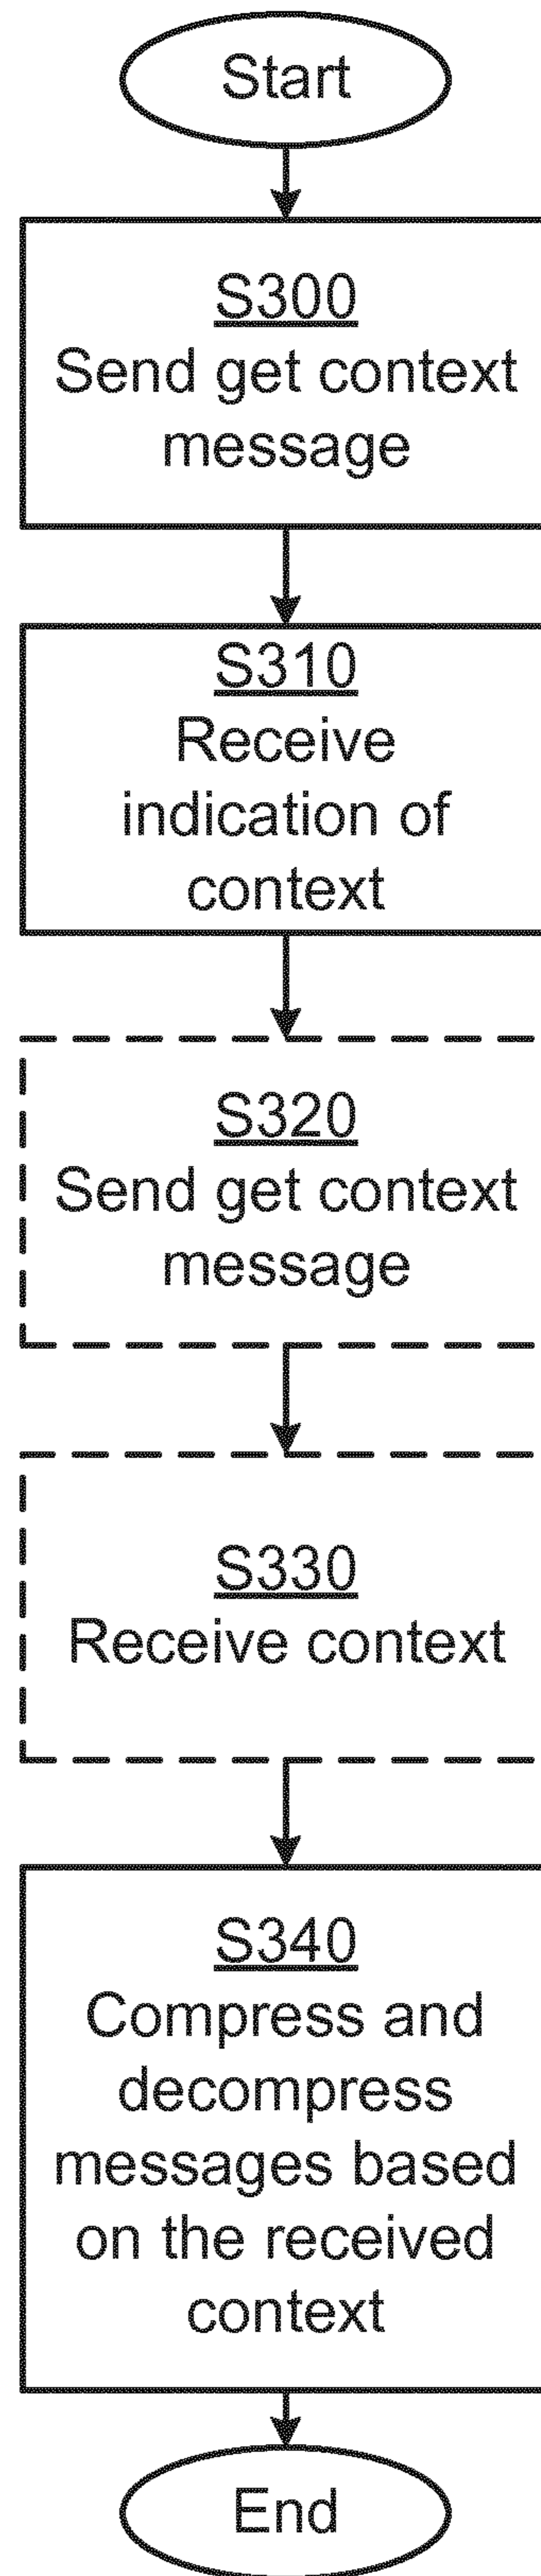 Start
S300
Send get context
message
S310
Receive
indication of
context
S320
Send get context
message
S330
Receive context
S340
Compress and
decompress
messages based
on the received
context
End